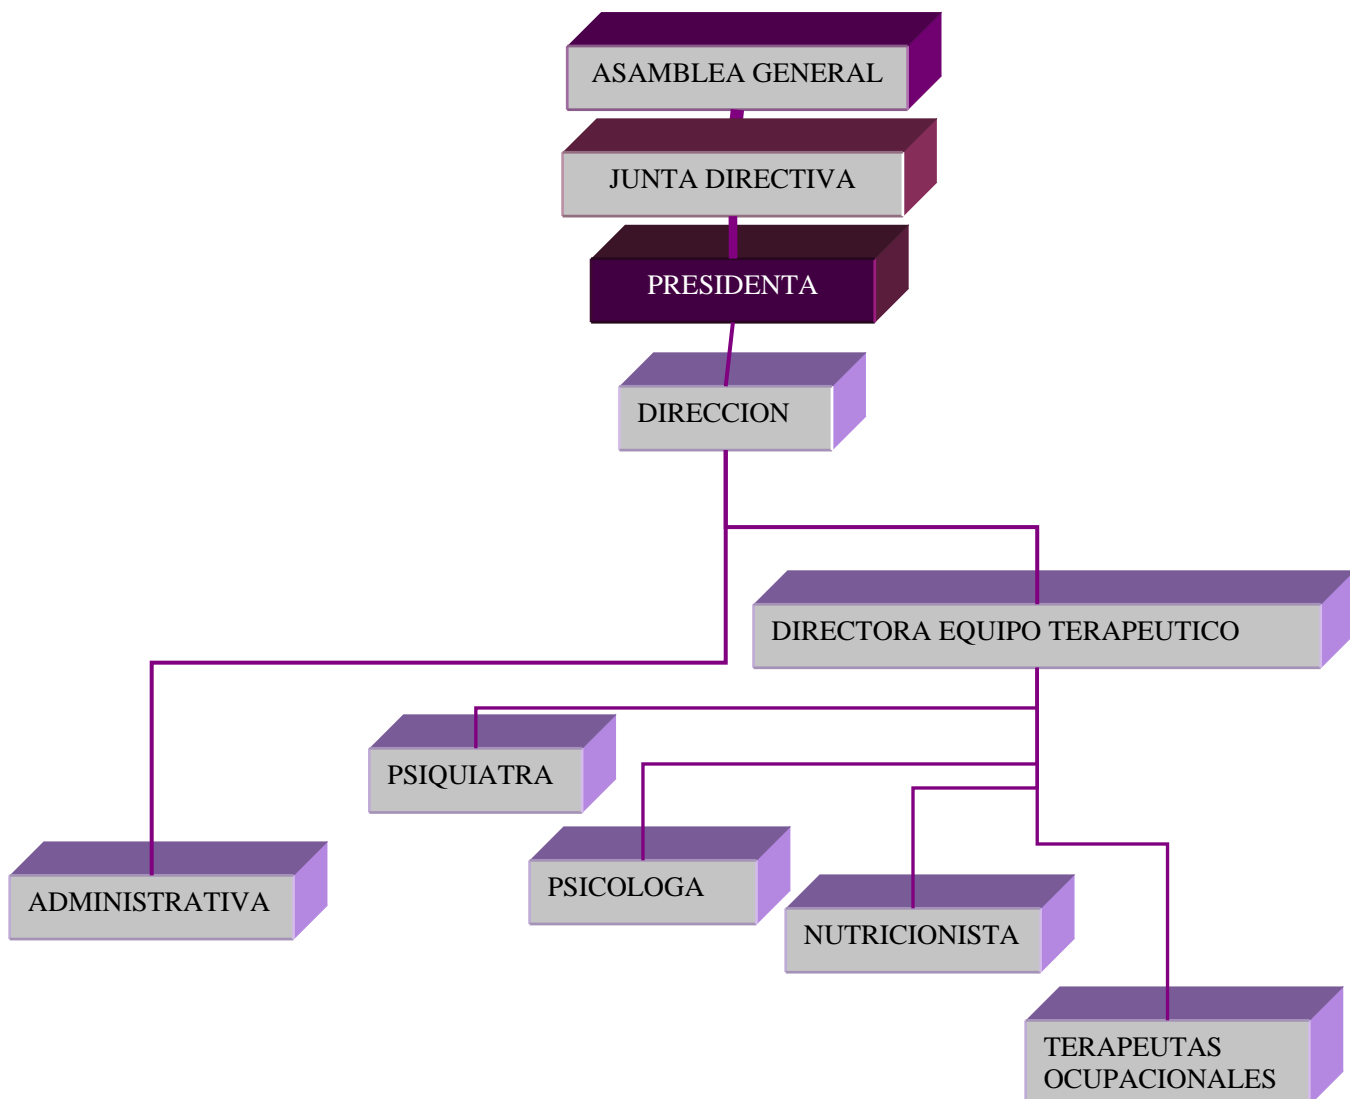 ASAMBLEA GENERAL
JUNTA DIRECTIVA
PRESIDENTA
DIRECCION
DIRECTORA EQUIPO TERAPEUTICO
PSIQUIATRA
ADMINISTRATIVA
PSICOLOGA
NUTRICIONISTA
TERAPEUTAS
OCUPACIONALES